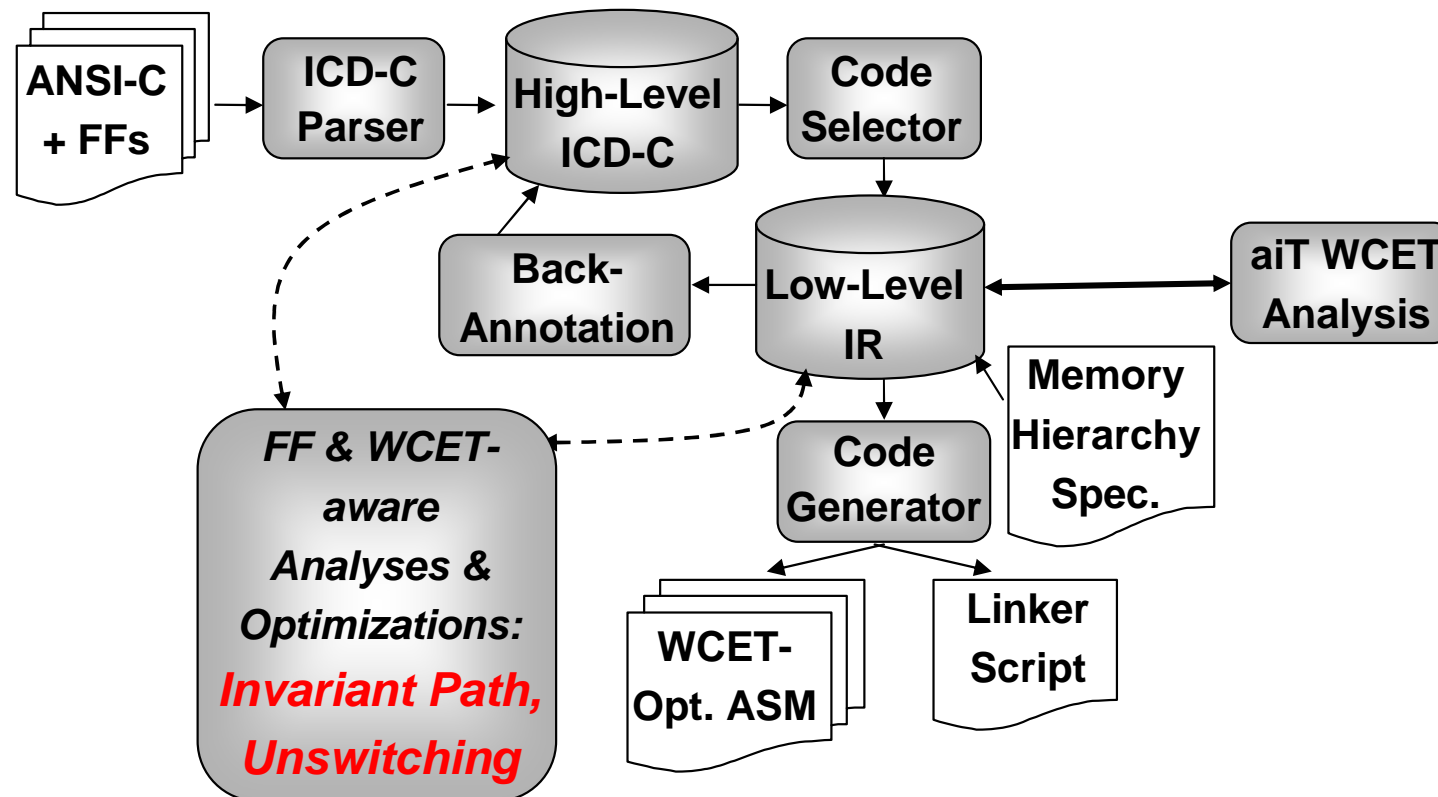 ANSI-C
+ FFs
ICD-C
Parser
High-Level
ICD-C
Code
Selector
Back-
Annotation
Low-Level
IR
aiT WCET
Analysis
Memory
Hierarchy
Spec.
FF & WCET-
aware
Analyses &
Optimizations:
Invariant Path,
Unswitching
Code
Generator
WCET-
Opt. ASM
Linker
Script